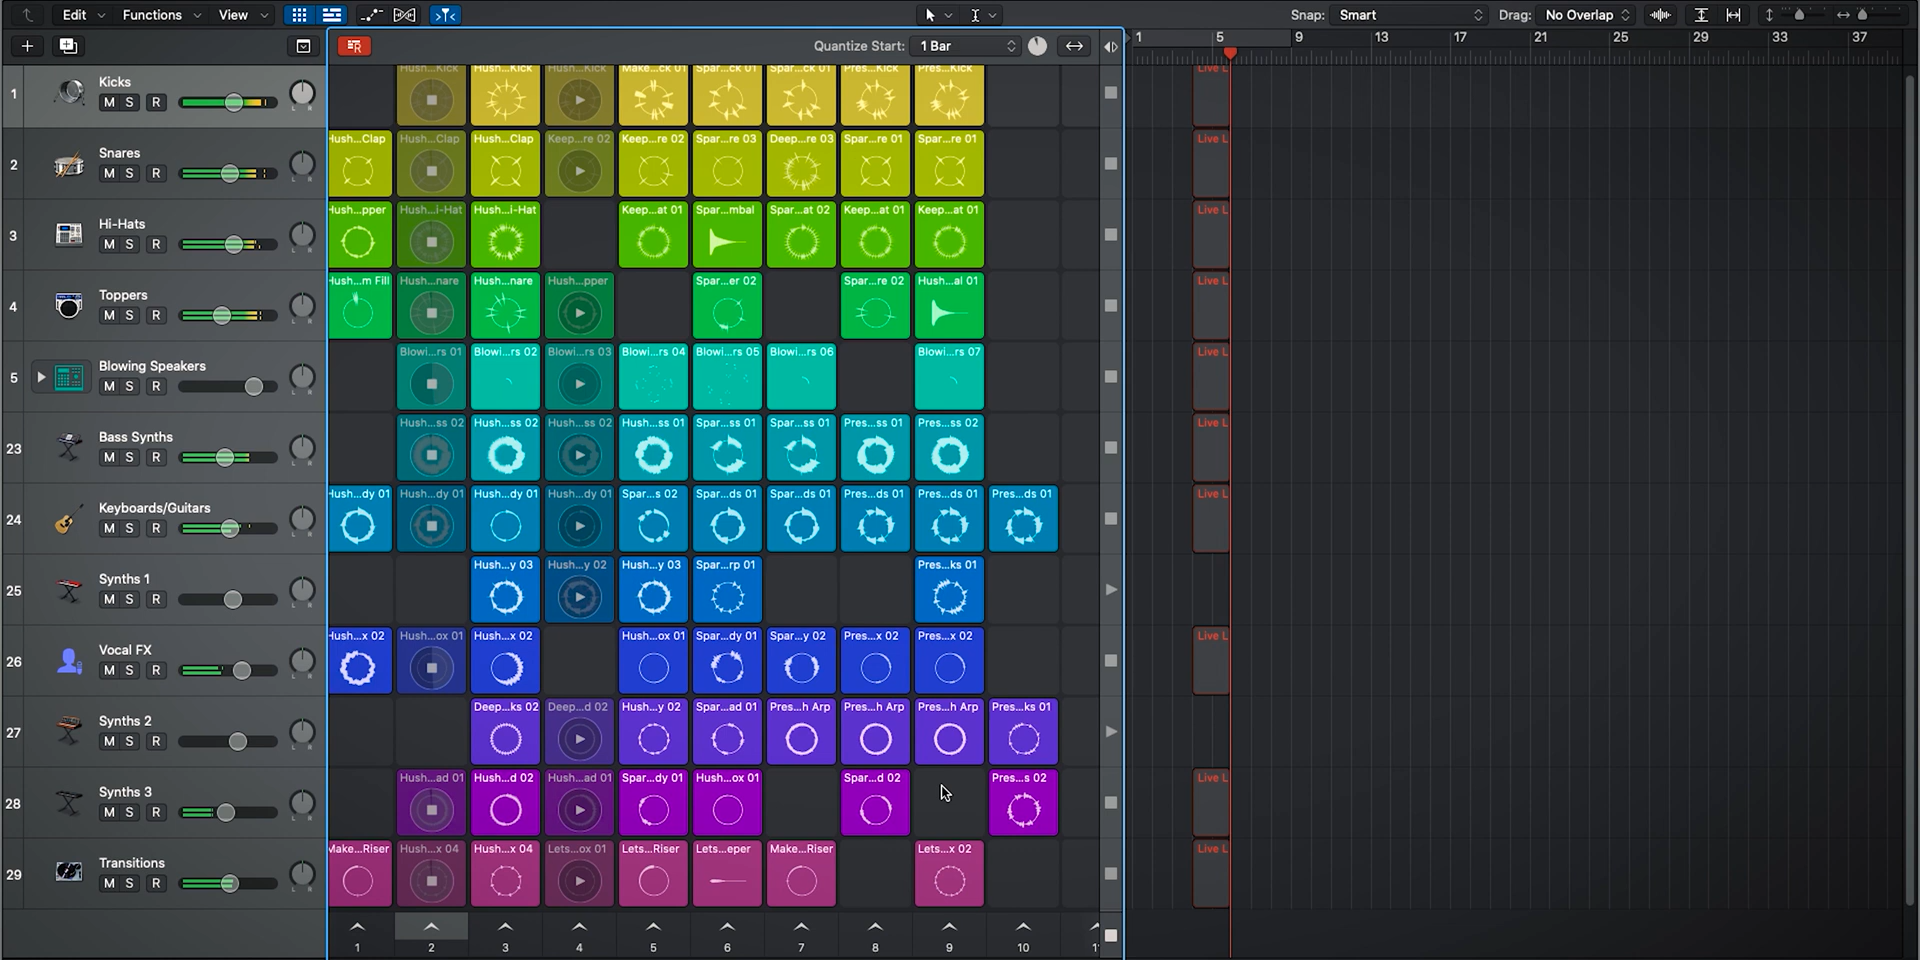 Edit Functions View Snap: Smart Drag: No Overlap
Quantize Start: 1 Bar 1 5 9 13 17 21 25 29 33 37
1 Kicks M S R L R Hush...Kick Hush...Kick Hush...Kick Make...ck 01 Spar...ck 01 Spar...ck 01 Pres...Kick Pres...Kick Live L
2 Snares M S R L R Hush...Clap Hush...Clap Hush...Clap Keep...re 02 Keep...re 02 Spar...re 03 Deep...re 03 Spar...re 01 Spar...re 01 Live L
3 Hi-Hats M S R L R Hush...pper Hush...i-Hat Hush...i-Hat Keep...at 01 Spar...mbal Spar...at 02 Keep...at 01 Keep...at 01 Live L
4 Toppers M S R L R Hush...m Fill Hush...nare Hush...nare Hush...pper Spar...er 02 Spar...re 02 Hush...al 01 Live L
5 Blowing Speakers M S R L R Blowi...rs 01 Blowi...rs 02 Blowi...rs 03 Blowi...rs 04 Blowi...rs 05 Blowi...rs 06 Blowi...rs 07 Live L
23 Bass Synths M S R L R Hush...ss 02 Hush...ss 02 Hush...ss 02 Hush...ss 01 Spar...ss 01 Spar...ss 01 Pres...ss 01 Pres...ss 02 Live L
24 Keyboards/Guitars M S R L R Hush...dy 01 Hush...dy 01 Hush...dy 01 Hush...dy 01 Spar...s 02 Spar...ds 01 Spar...ds 01 Pres...ds 01 Pres...ds 01 Pres...ds 01 Live L
25 Synths 1 M S R L R Hush...y 03 Hush...y 02 Hush...y 03 Spar...rp 01 Pres...ks 01
26 Vocal FX M S R L R Hush...x 02 Hush...ox 01 Hush...x 02 Hush...ox 01 Spar...dy 01 Spar...y 02 Pres...x 02 Pres...x 02 Live L
27 Synths 2 M S R L R Deep...ks 02 Deep...d 02 Hush...y 02 Spar...ad 01 Pres...h Arp Pres...h Arp Pres...h Arp Pres...ks 01
28 Synths 3 M S R L R Hush...ad 01 Hush...d 02 Hush...ad 01 Spar...dy 01 Hush...ox 01 Spar...d 02 Pres...s 02 Live L
29 Transitions M S R L R Make...Riser Hush...x 04 Hush...x 04 Lets...ox 01 Lets...Riser Lets...eper Make...Riser Lets...x 02 Live L
1 2 3 4 5 6 7 8 9 10